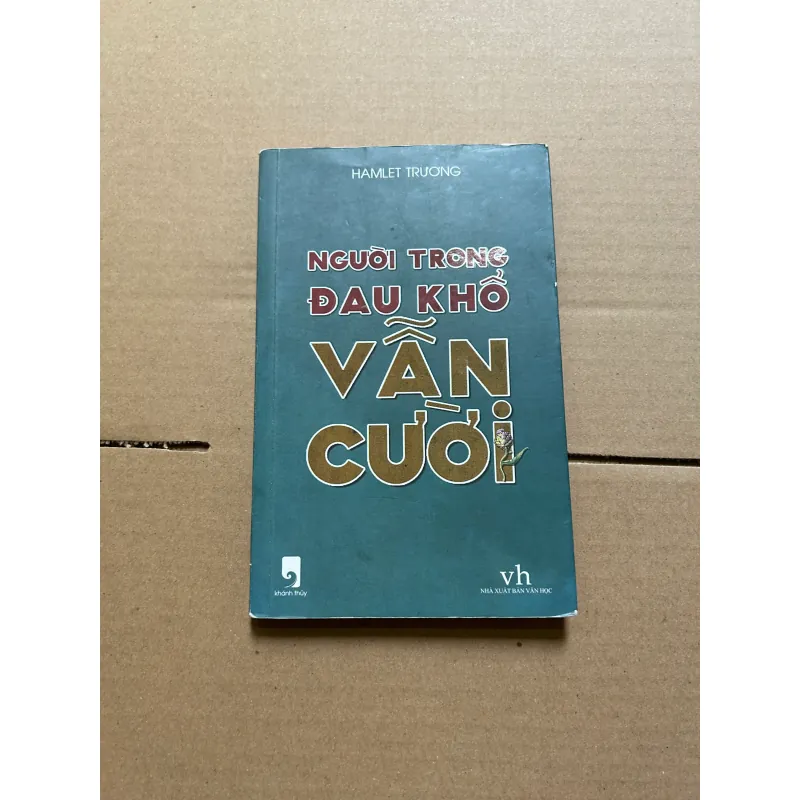 HAMLET TRƯƠNG
NGƯỜI TRONG
ĐAU KHỔ
VẪN
CƯỜI
khánh thủy
vh
NHÀ XUẤT BẢN VĂN HỌC